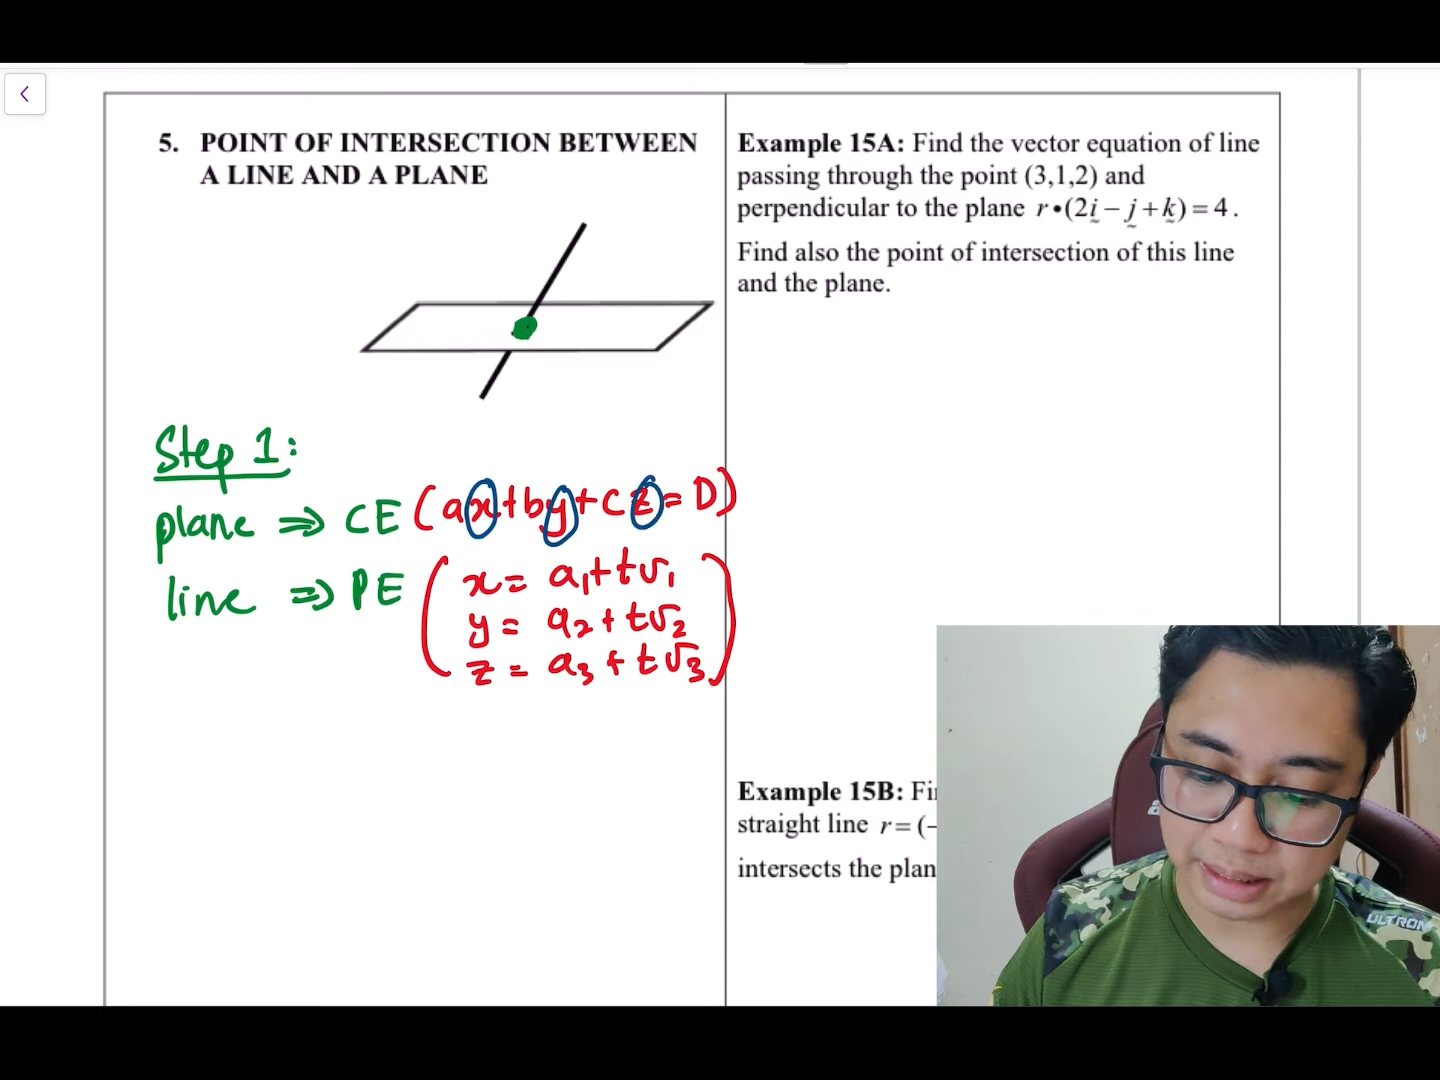 5. POINT OF INTERSECTION BETWEEN
A LINE AND A PLANE
Step 1:
plane ⇒ CE (ax+by+cz=D)
line ⇒ PE ( x = a₁+tv₁
y = a₂+tv₂
z = a₃+tv₃ )
Example 15A: Find the vector equation of line
passing through the point (3,1,2) and
perpendicular to the plane r•(2i − j + k) = 4.
Find also the point of intersection of this line
and the plane.
Example 15B:
straight line r = (−
intersects the
ULTRON